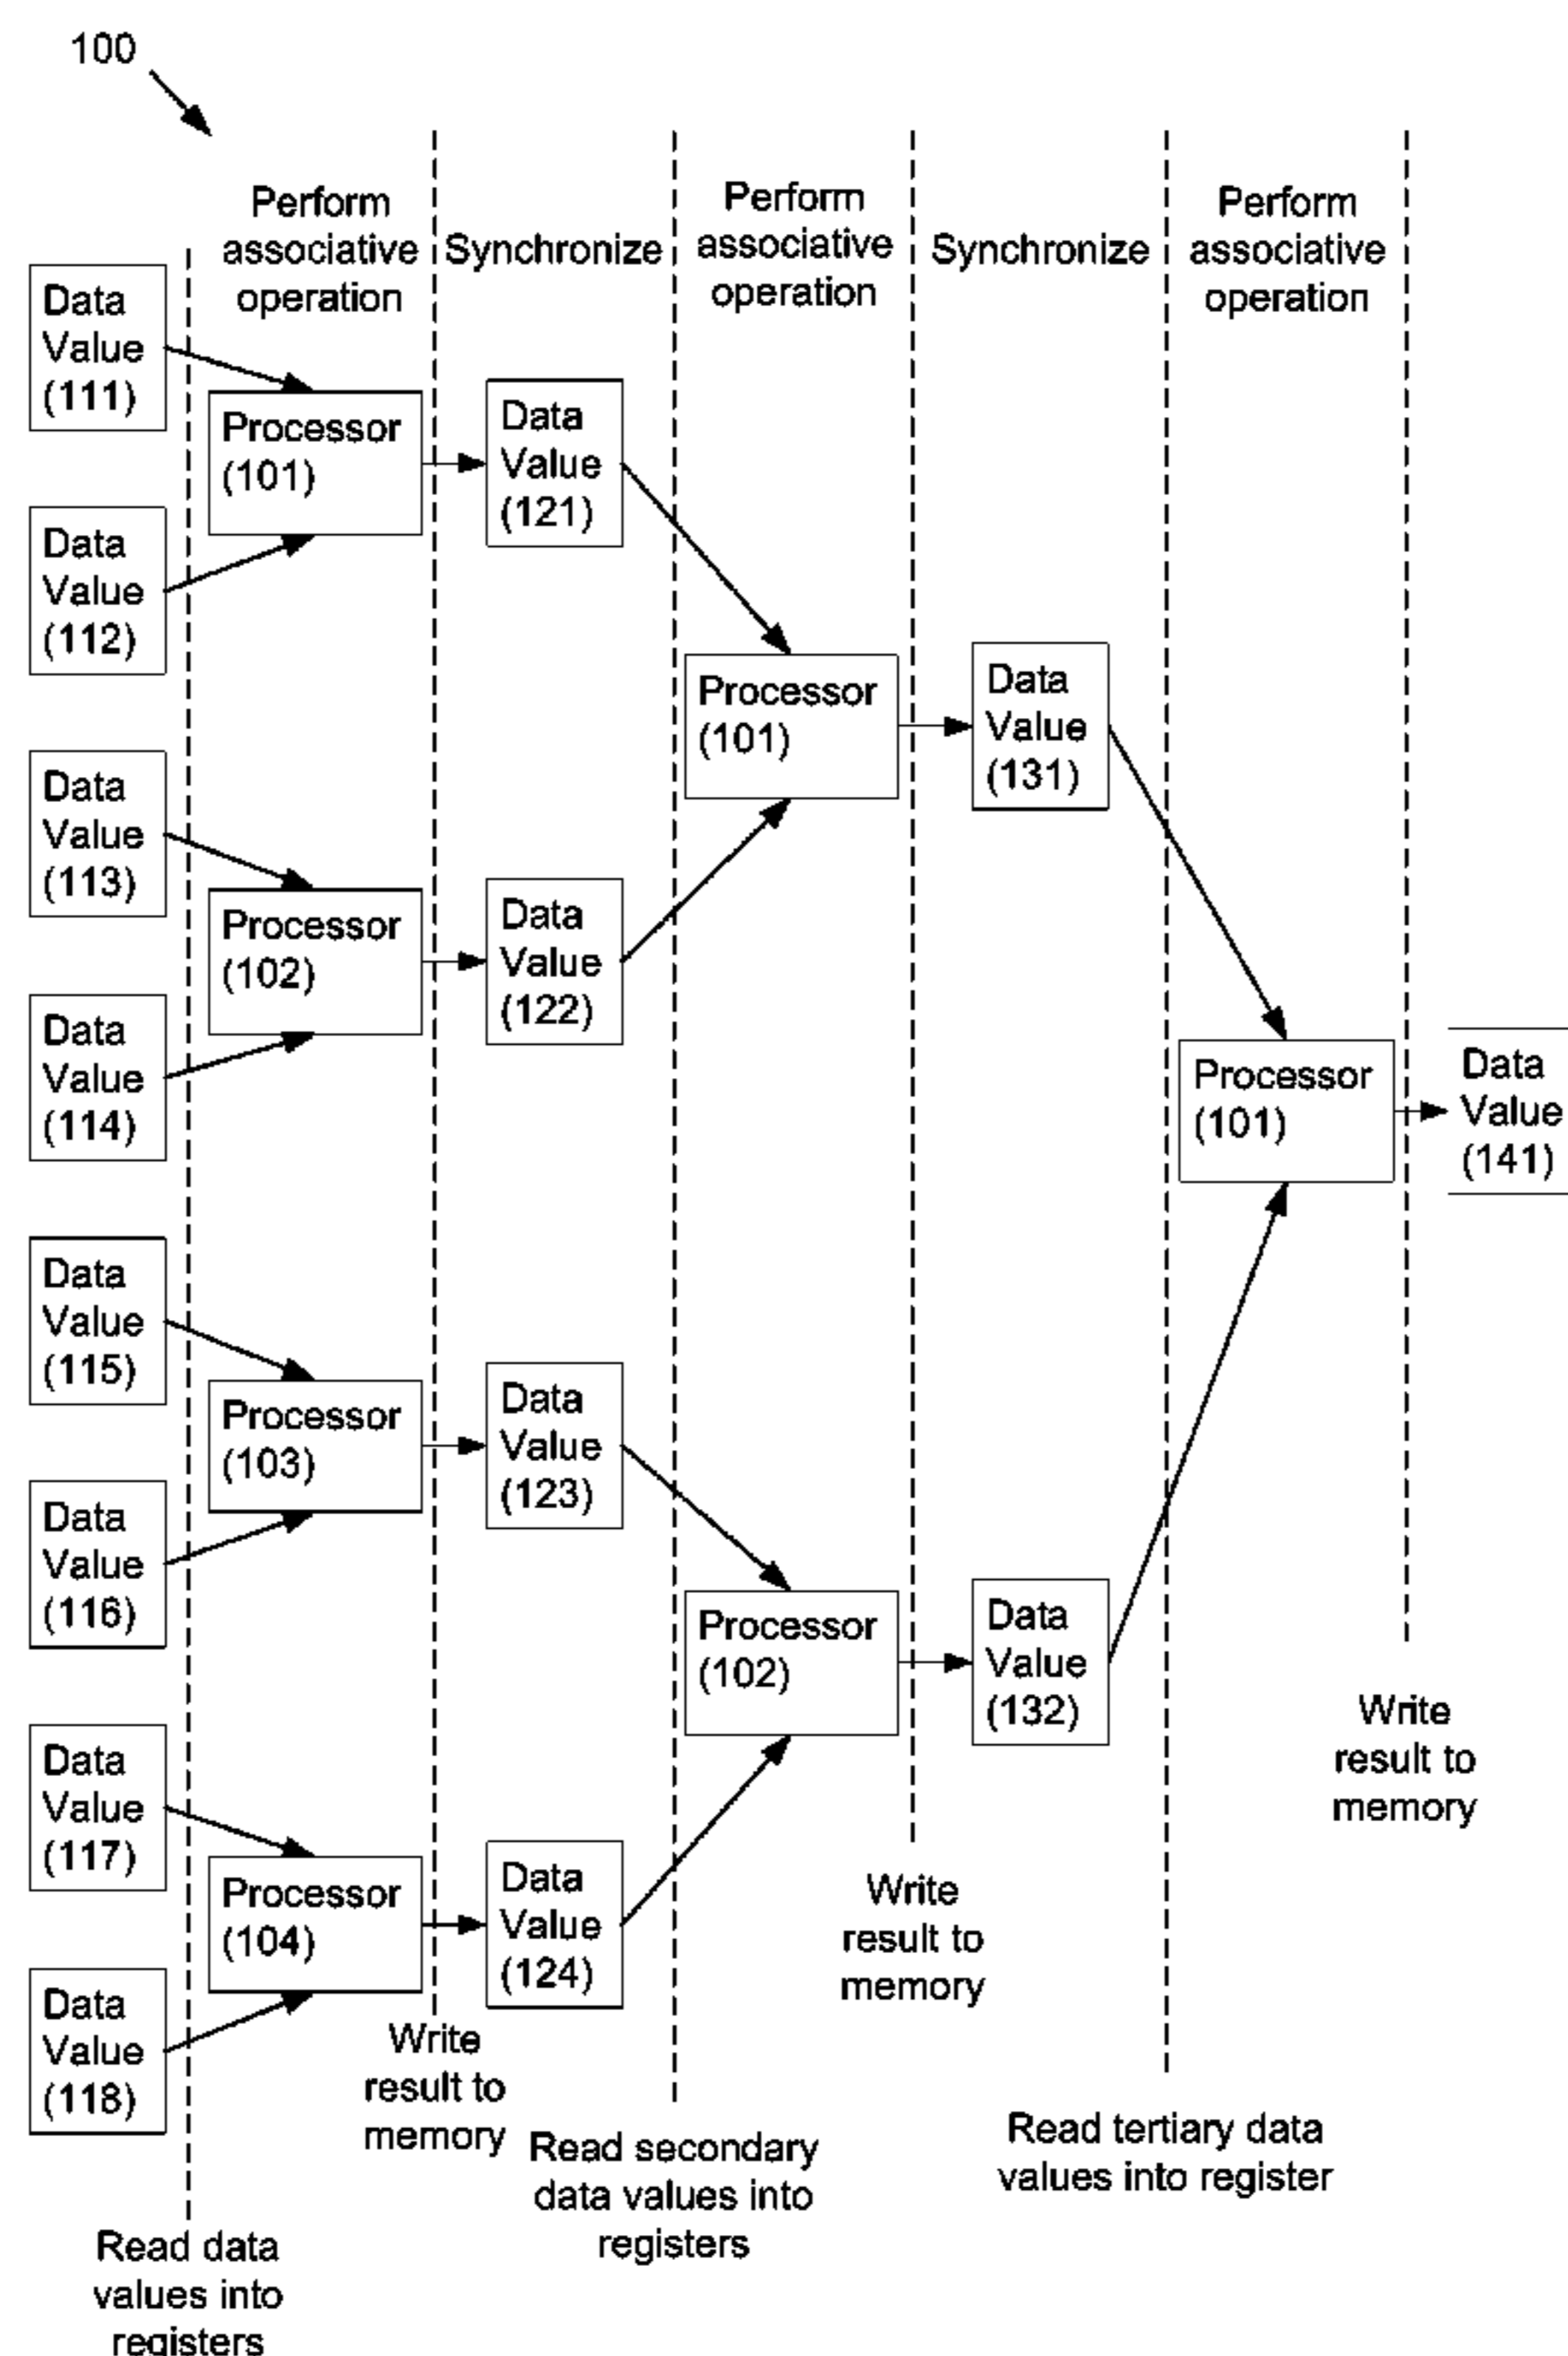 100
Perform
associative
operation
Synchronize
Perform
associative
operation
Synchronize
Perform
associative
operation
Data
Value
(111)
Data
Value
(112)
Data
Value
(113)
Data
Value
(114)
Data
Value
(115)
Data
Value
(116)
Data
Value
(117)
Data
Value
(118)
Processor
(101)
Processor
(102)
Processor
(103)
Processor
(104)
Data
Value
(121)
Data
Value
(122)
Data
Value
(123)
Data
Value
(124)
Processor
(101)
Processor
(102)
Data
Value
(131)
Data
Value
(132)
Processor
(101)
Data
Value
(141)
Read data
values into
registers
Write
result to
memory
Read secondary
data values into
registers
Write
result to
memory
Read tertiary data
values into register
Write
result to
memory